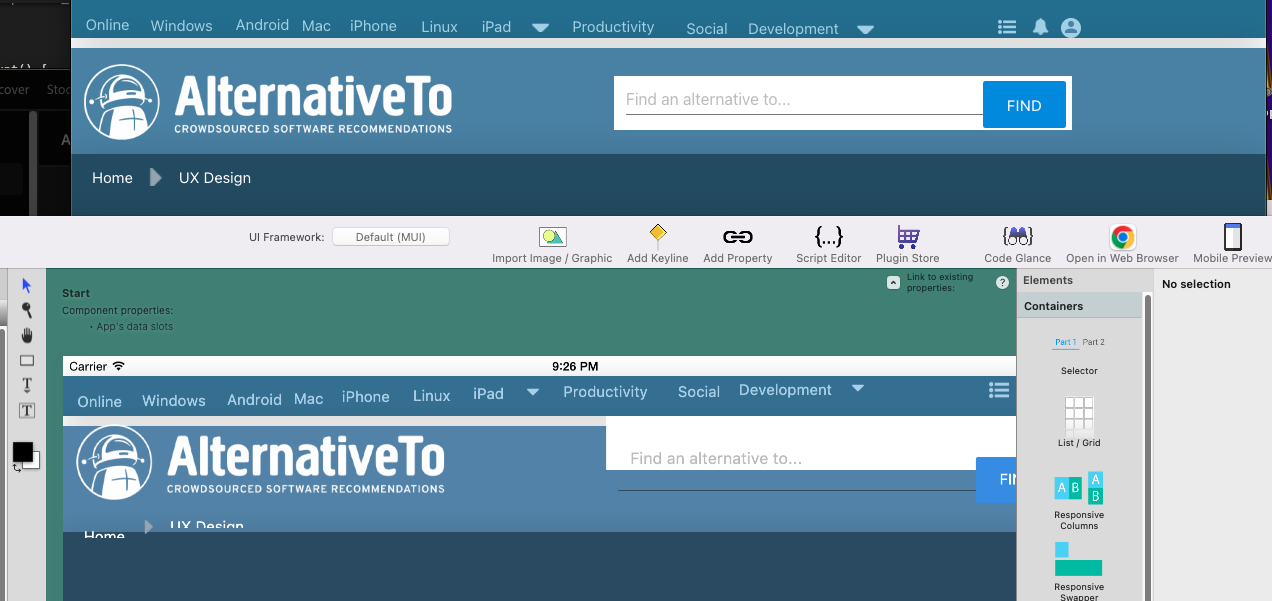 Online Windows Android Mac iPhone Linux iPad Productivity Social Development
cover Stoc
AlternativeTo
CROWDSOURCED SOFTWARE RECOMMENDATIONS
Find an alternative to...
FIND
A
Home UX Design
UI Framework: Default (MUI)
Import Image / Graphic Add Keyline Add Property Script Editor Plugin Store Code Glance Open in Web Browser Mobile Preview
Start
Component properties:
• App's data slots
Link to existing
properties:
?
Elements
No selection
Containers
Part 1 Part 2
Selector
List / Grid
A B A
B
Responsive
Columns
Responsive
Swapper
Carrier 9:26 PM
Online Windows Android Mac iPhone Linux iPad Productivity Social Development
AlternativeTo
CROWDSOURCED SOFTWARE RECOMMENDATIONS
Find an alternative to...
FI
Home UX Design
T
T